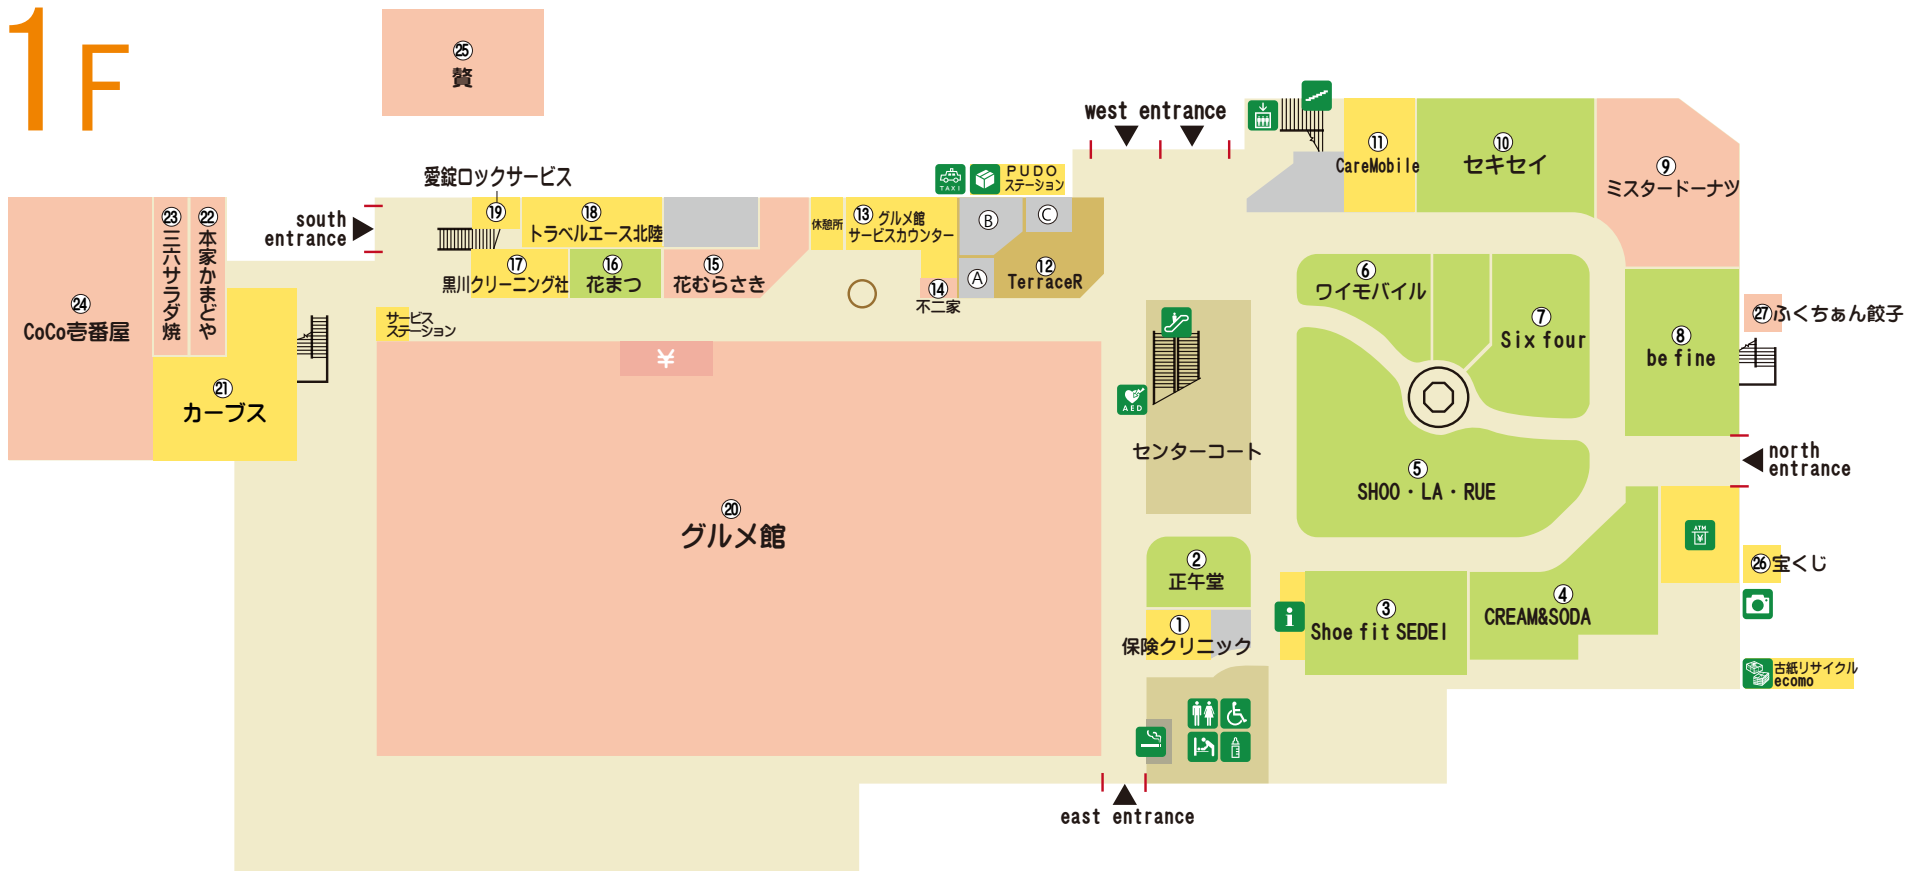 1F
㉕
贅
west entrance
⑪
CareMobile
⑩
セキセイ
⑨
ミスタードーナツ
愛錠ロックサービス
TAXI
PUDO
ステーション
south
entrance
⑲
⑱
トラベルエース北陸
休憩所
⑬ グルメ館
サービスカウンター
Ⓑ
Ⓒ
Ⓐ
⑫
TerraceR
⑭
不二家
⑰
黒川クリーニング社
⑯
花まつ
⑮
花むらさき
㉔
CoCo壱番屋
㉓
三六サラダ焼
㉒
本家かまどや
㉑
カーブス
サービス
ステーション
¥
⑳
グルメ館
AED
センターコート
⑥
ワイモバイル
⑦
Six four
⑧
be fine
㉗ふくちぁん餃子
north
entrance
⑤
SHOO・LA・RUE
②
正午堂
①
保険クリニック
i
③
Shoe fit SEDEI
④
CREAM&SODA
ATM
¥
㉖宝くじ
古紙リサイクル
ecomo
east entrance